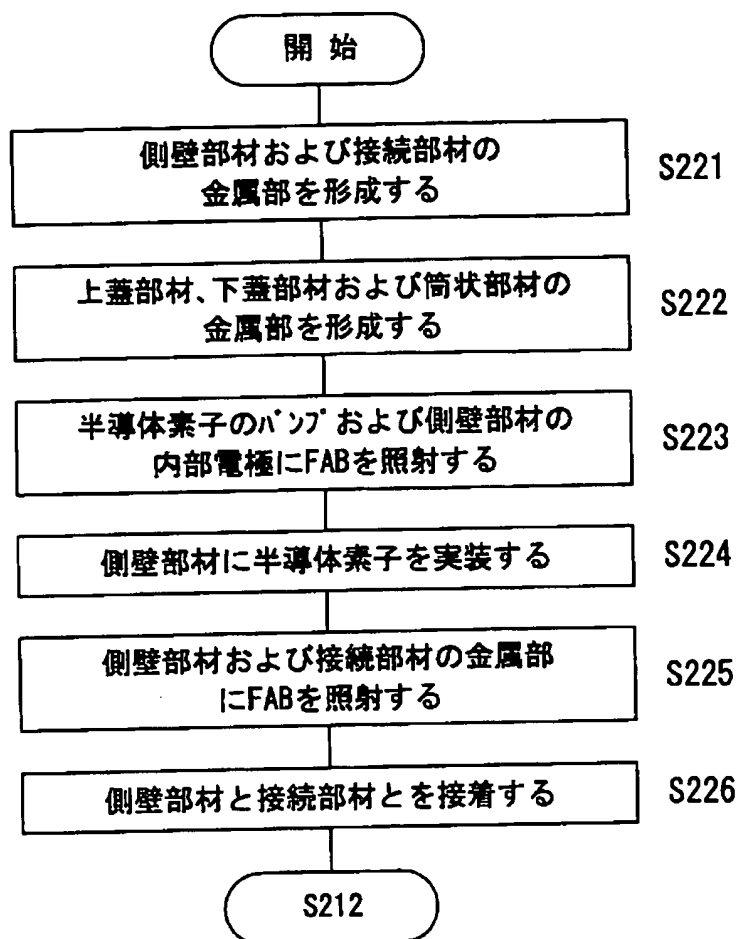 開 始
側壁部材および接続部材の
金属部を形成する
S221
上蓋部材、下蓋部材および筒状部材の
金属部を形成する
S222
半導体素子のﾊﾞﾝﾌﾟおよび側壁部材の
内部電極にFABを照射する
S223
側壁部材に半導体素子を実装する
S224
側壁部材および接続部材の金属部
にFABを照射する
S225
側壁部材と接続部材とを接着する
S226
S212